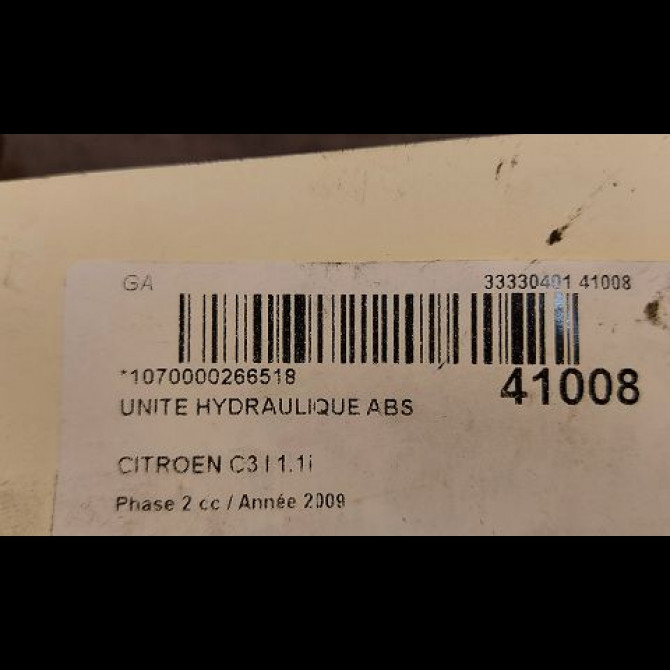 GA 33330401 41008
*1070000266518 41008
UNITE HYDRAULIQUE ABS
CITROEN C3 I 1.1i
Phase 2 cc / Année 2009